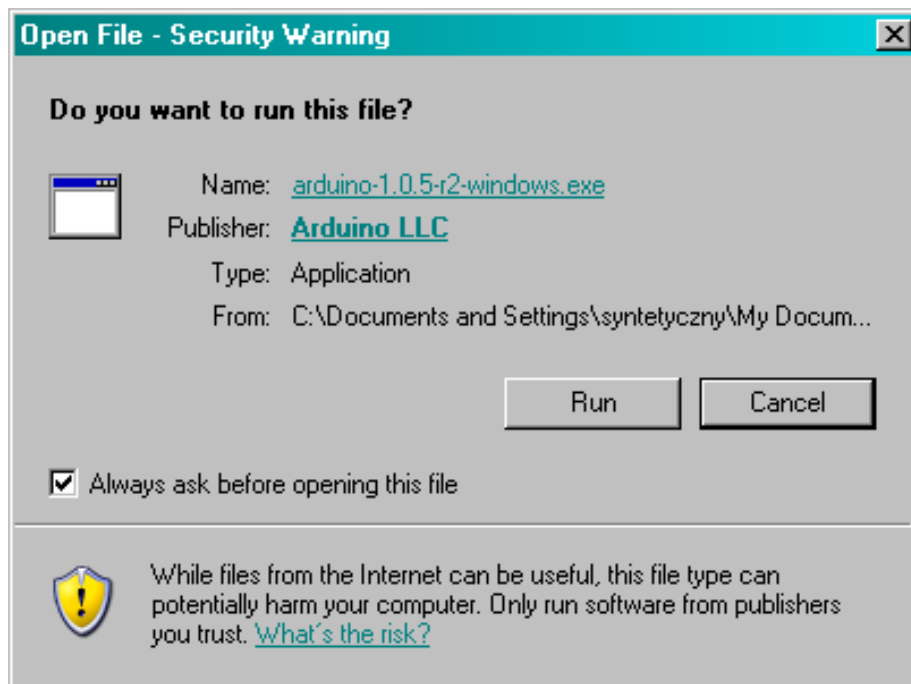 Open File - Security Warning
Do you want to run this file?
Name: arduino-1.0.5-r2-windows.exe
Publisher: Arduino LLC
Type: Application
From: C:\Documents and Settings\syntetyczny\My Docum...
Run Cancel
Always ask before opening this file
While files from the Internet can be useful, this file type can
potentially harm your computer. Only run software from publishers
you trust. What's the risk?